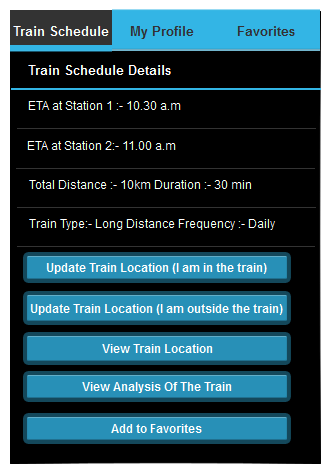 Train Schedule My Profile Favorites
Train Schedule Details
ETA at Station 1 :- 10.30 a.m
ETA at Station 2:- 11.00 a.m
Total Distance :- 10km Duration :- 30 min
Train Type:- Long Distance Frequency :- Daily
Update Train Location (I am in the train)
Update Train Location (I am outside the train)
View Train Location
View Analysis Of The Train
Add to Favorites